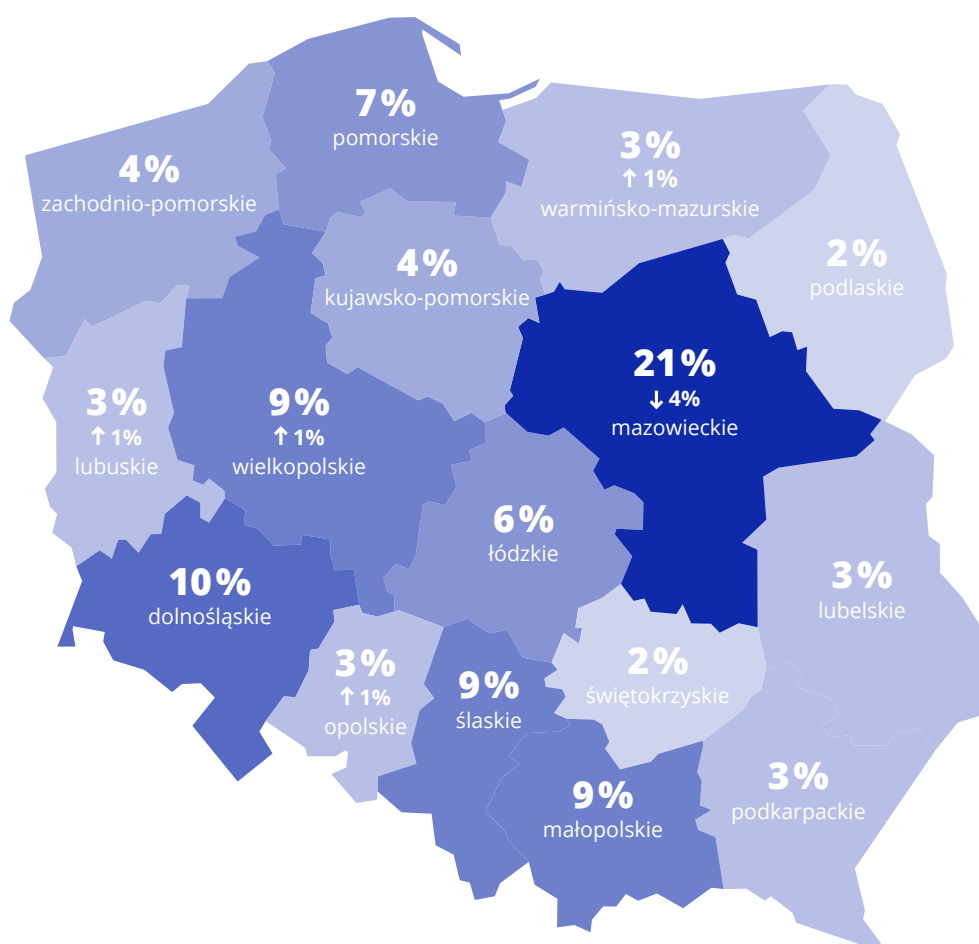 7%
pomorskie
4%
zachodnio-pomorskie
3%
↑ 1%
warmińsko-mazurskie
2%
podlaskie
4%
kujawsko-pomorskie
21%
↓ 4%
mazowieckie
3%
↑ 1%
lubuskie
9%
↑ 1%
wielkopolskie
6%
łódzkie
10%
dolnośląskie
3%
lubelskie
3%
↑ 1%
opolskie
9%
ślaskie
2%
świętokrzyskie
9%
małopolskie
3%
podkarpackie